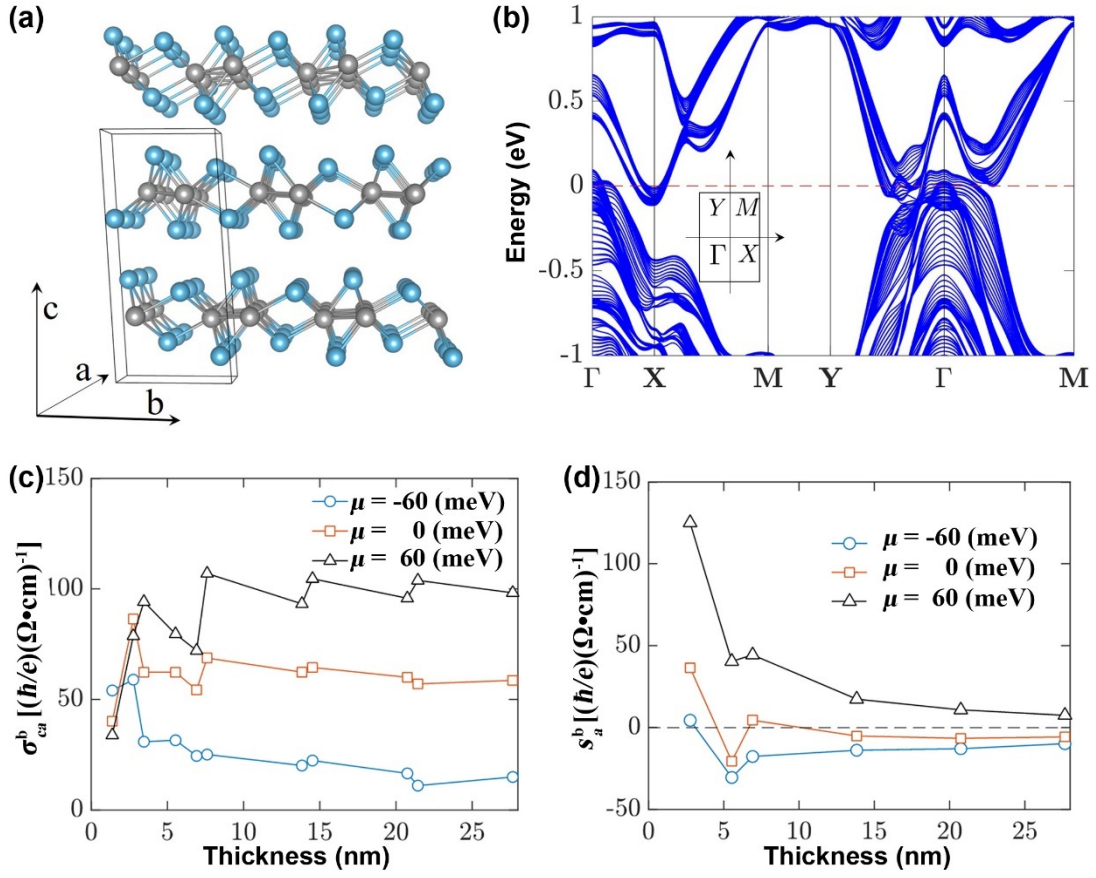 (a)
c
a
b
(b)
Energy (eV)
1
0.5
0
-0.5
-1
Y M
Γ X
Γ X M Y Γ M
(c)
σᵇ_ca [(ħ/e)(Ω•cm)⁻¹]
150
100
50
0
μ = -60 (meV)
μ = 0 (meV)
μ = 60 (meV)
0 5 10 15 20 25
Thickness (nm)
(d)
sᵇ_a [(ħ/e)(Ω•cm)⁻¹]
150
100
50
0
-50
μ = -60 (meV)
μ = 0 (meV)
μ = 60 (meV)
0 5 10 15 20 25
Thickness (nm)